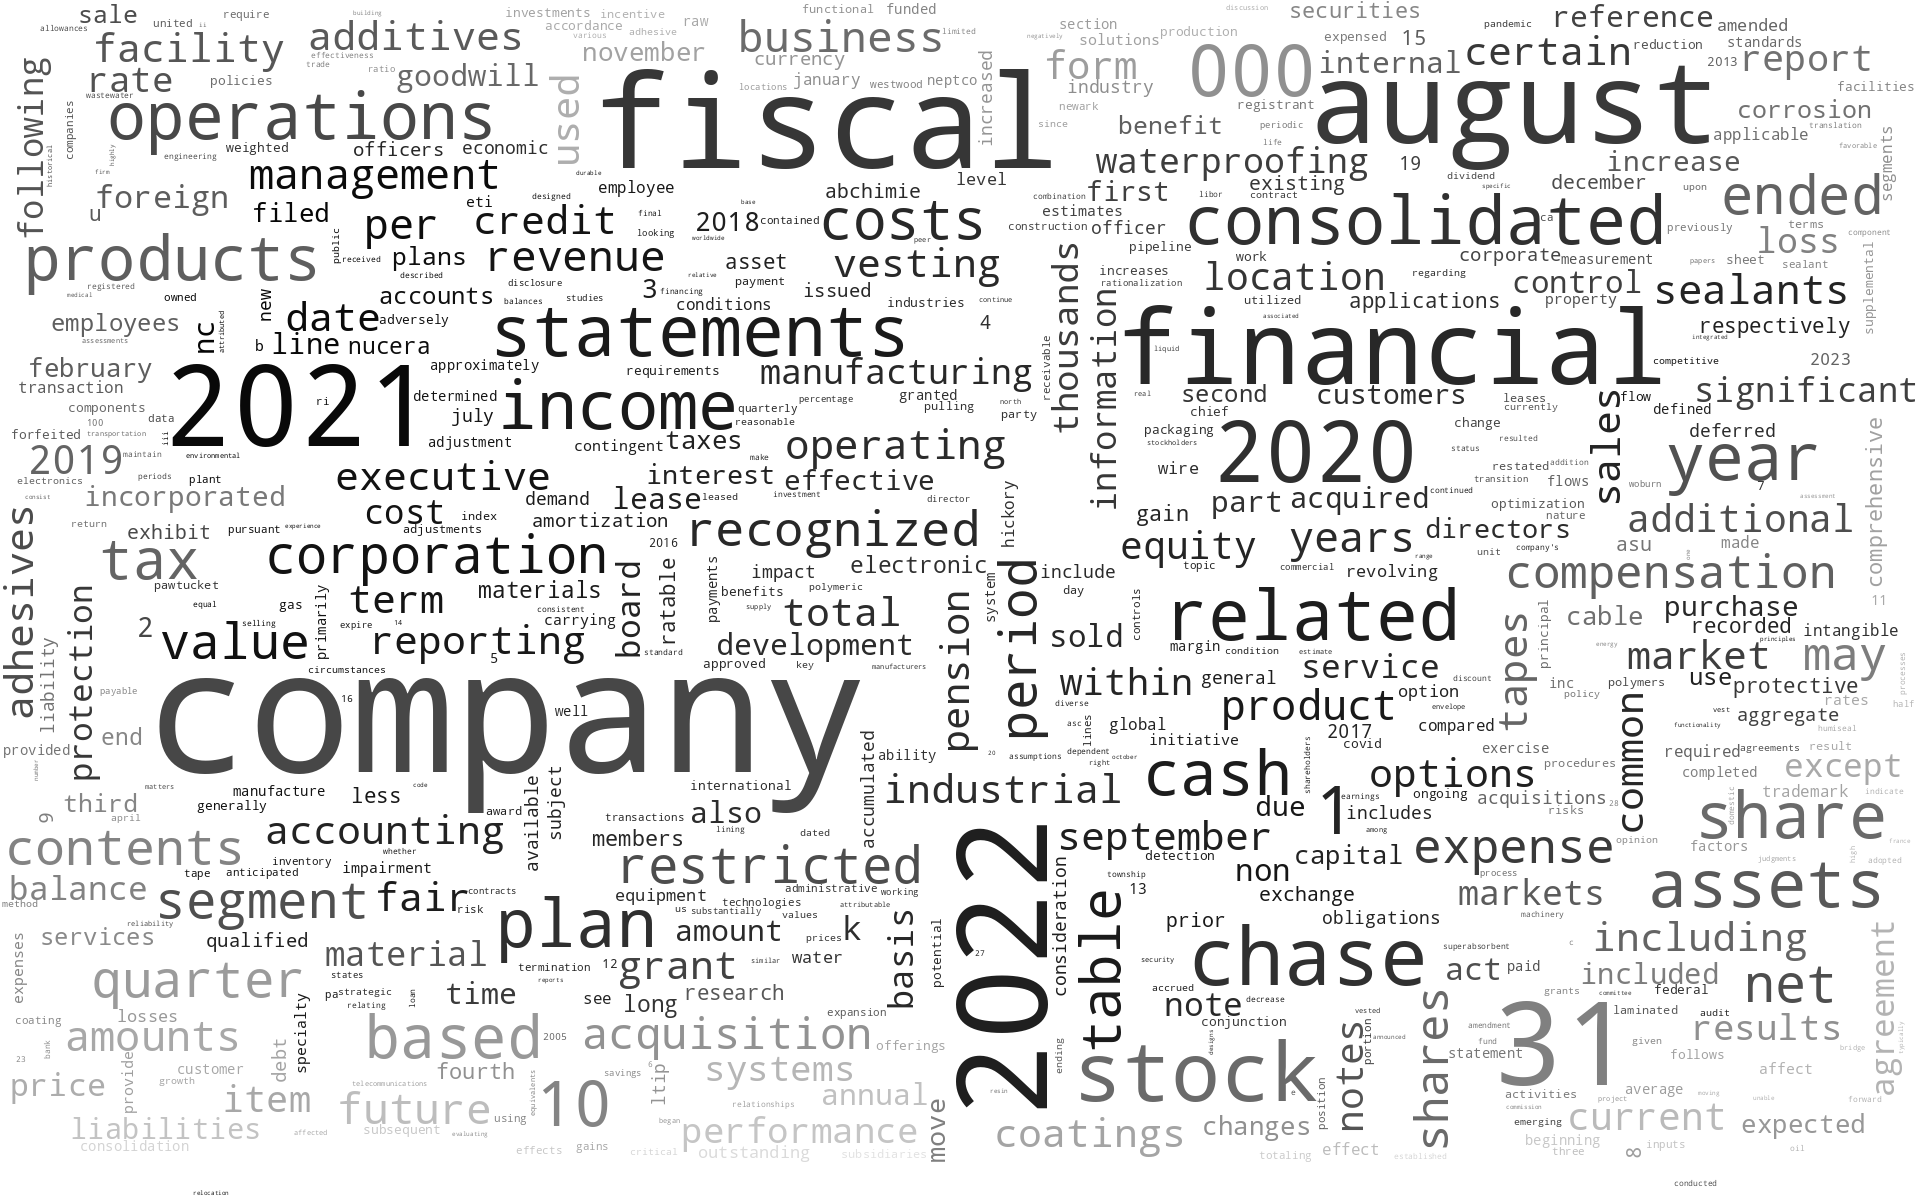 allowances
sale
united
ii
require
building
investments incentive
functional funded
discussion
securities
pandemic
reference
amended
facility
additives
accordance
various adhesive
raw
business
limited
negatively
section
solutions
production
expensed 15
certain
reduction
standards
following
rate
effectiveness
trade
ratio
policies
goodwill
november
used
currency
january
locations
westwood neptco
increased
form
industry
000
internal
2013
report
facilities
wastewater
companies
operations
fiscal
newark
registrant
august
corrosion
translation
since
benefit
periodic
applicable
favorable
segments
historical
highly
engineering
weighted
officers economic
life
waterproofing
19
increase
firm
management
durable
employee
abchimie
level
combination
first
libor
existing
contract
dividend
specific
december
upon
ended
foreign
u
filed
per
eti
credit
designed
final
looking
base
2018
contained
costs
estimates
construction officer
consolidated
ca
previously
terms
component
loss
products
public
received
plans
described
revenue
worldwide
relative
asset
peer
vesting
thousands
pipeline
work
corporate
measurement
papers sheet
sealant
supplemental
registered
medical
owned
new
accounts
financing
disclosure
balances
studies
3
payment
conditions
issued
industries
continue
increases
rationalization
location
regarding
control
utilized
applications
property
sealants
employees
assessments
nc
attributed
date
adversely
statements
4
information
associated
financial
respectively
integrated
b
line nucera
february
transaction
approximately
requirements
manufacturing
receivable
liquid
competitive
2023
components
100
data
2021
ri
determined
july
income
quarterly
reasonable
percentage
granted
pulling
north
party
real
second
chief
customers
leases
currently
sales
flow
defined
significant
forfeited
transportation
iii
adjustment
contingent
taxes
operating
packaging
stockholders
2020
change
status
resulted
deferred
comprehensive
2019
maintain
environmental
make
electronics
periods
plant
executive
interest effective
wire
restated
addition
transition flows
year
7
woburn
incorporated
consist
demand lease
leased
investment
director
hickory
part acquired
continued
optimization
nature
assessment
return
exhibit
pursuant
experience
cost
index
adjustments
amortization
recognized
gain
years directors
additional
adhesives
tax
corporation
2016
equity
topic
range
unit
company's
asu
made
one
board
ratable
payments
impact
electronic
include
commercial
revolving
compensation
pawtucket
equal
gas
primarily
term
materials
consistent
benefits
polymeric
system
period
day
protection
selling
expire
14
carrying
supply
total
pension
controls
related
tapes
principal
cable
purchase
11
2
value
reporting
5
standard
development
sold
margin
condition
estimate
recorded
principles
intangible
liability
circumstances
approved
key
manufacturers
within
general
service
energy
market
may
processes
payable
company
16
well
diverse
product
option
discount
envelope
inc
policy
polymers
use
protective
rates
half
asc
lines
global
initiative
2017
covid
compared
vest
functionality
aggregate
humiseal
provided
end
accumulated
ability
20
assumptions
dependent
right
october
exercise
procedures
common
required
agreements
result
number
matters
third
april
manufacture
generally
less
code
international
industrial
cash
shareholders
options
completed
except
9
award
available
subject
transactions also
due
1
earnings
ongoing
includes
acquisitions
28
risks
trademark
indicate
domestic
contents
accounting
whether
members
lining
dated
2022
september
among
opinion
share
factors
france
balance
tape
inventory
anticipated
impairment
restricted
consideration
detection
non
capital
expense
process
judgments
high
adopted
method
segment
fair
contracts
risk
equipment
administrative
technologies
working
township
13
exchange
markets
assets
reliability
plan
us
substantially
values
attributable
basis
table
prior
obligations
machinery
services
qualified
amount
prices
k
potential
27
chase
superabsorbent
c
including
agreement
expenses
quarter
material
states
termination
reports
12
grant
similar
water
security
act
paid
included
net
specialty
pa
strategic
relating
loan
time
see
long
research
accrued
note
decrease
grants
committee
federal
coating
losses
amounts
based
2005
acquisition
expansion
offerings
conjunction
designs
vested
announced
portion
shares
amendment
fund
31
laminated
audit
results
23
bank
customer
debt
fourth
savings
6
ltip
systems
ending
stock
notes
statement
given
follows
bridge
typically
price
provide
growth
telecommunications
equivalents
annual
resin
e
position
activities
project
average
moving
affect
unable
forward
item
future
using
10
relationships
commission
emerging
current
expected
liabilities
affected
subsequent
evaluating
began
performance
move
coatings
changes
beginning
inputs
consolidation
effects
gains
critical
outstanding
subsidiaries
totaling
effect
established
three
8
oil
relocation
conducted